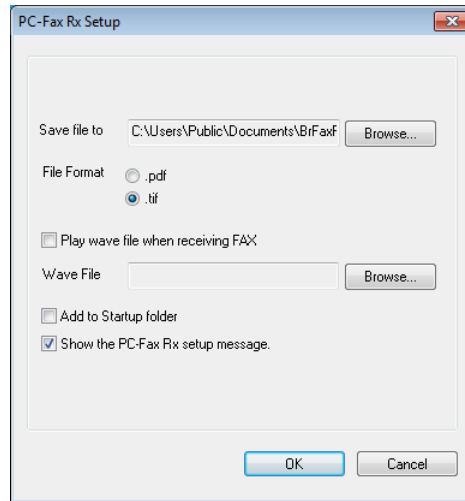 PC-Fax Rx Setup
Save file to C:\Users\Public\Documents\BrFaxF Browse...
File Format .pdf
.tif
Play wave file when receiving FAX
Wave File Browse...
Add to Startup folder
Show the PC-Fax Rx setup message.
OK Cancel